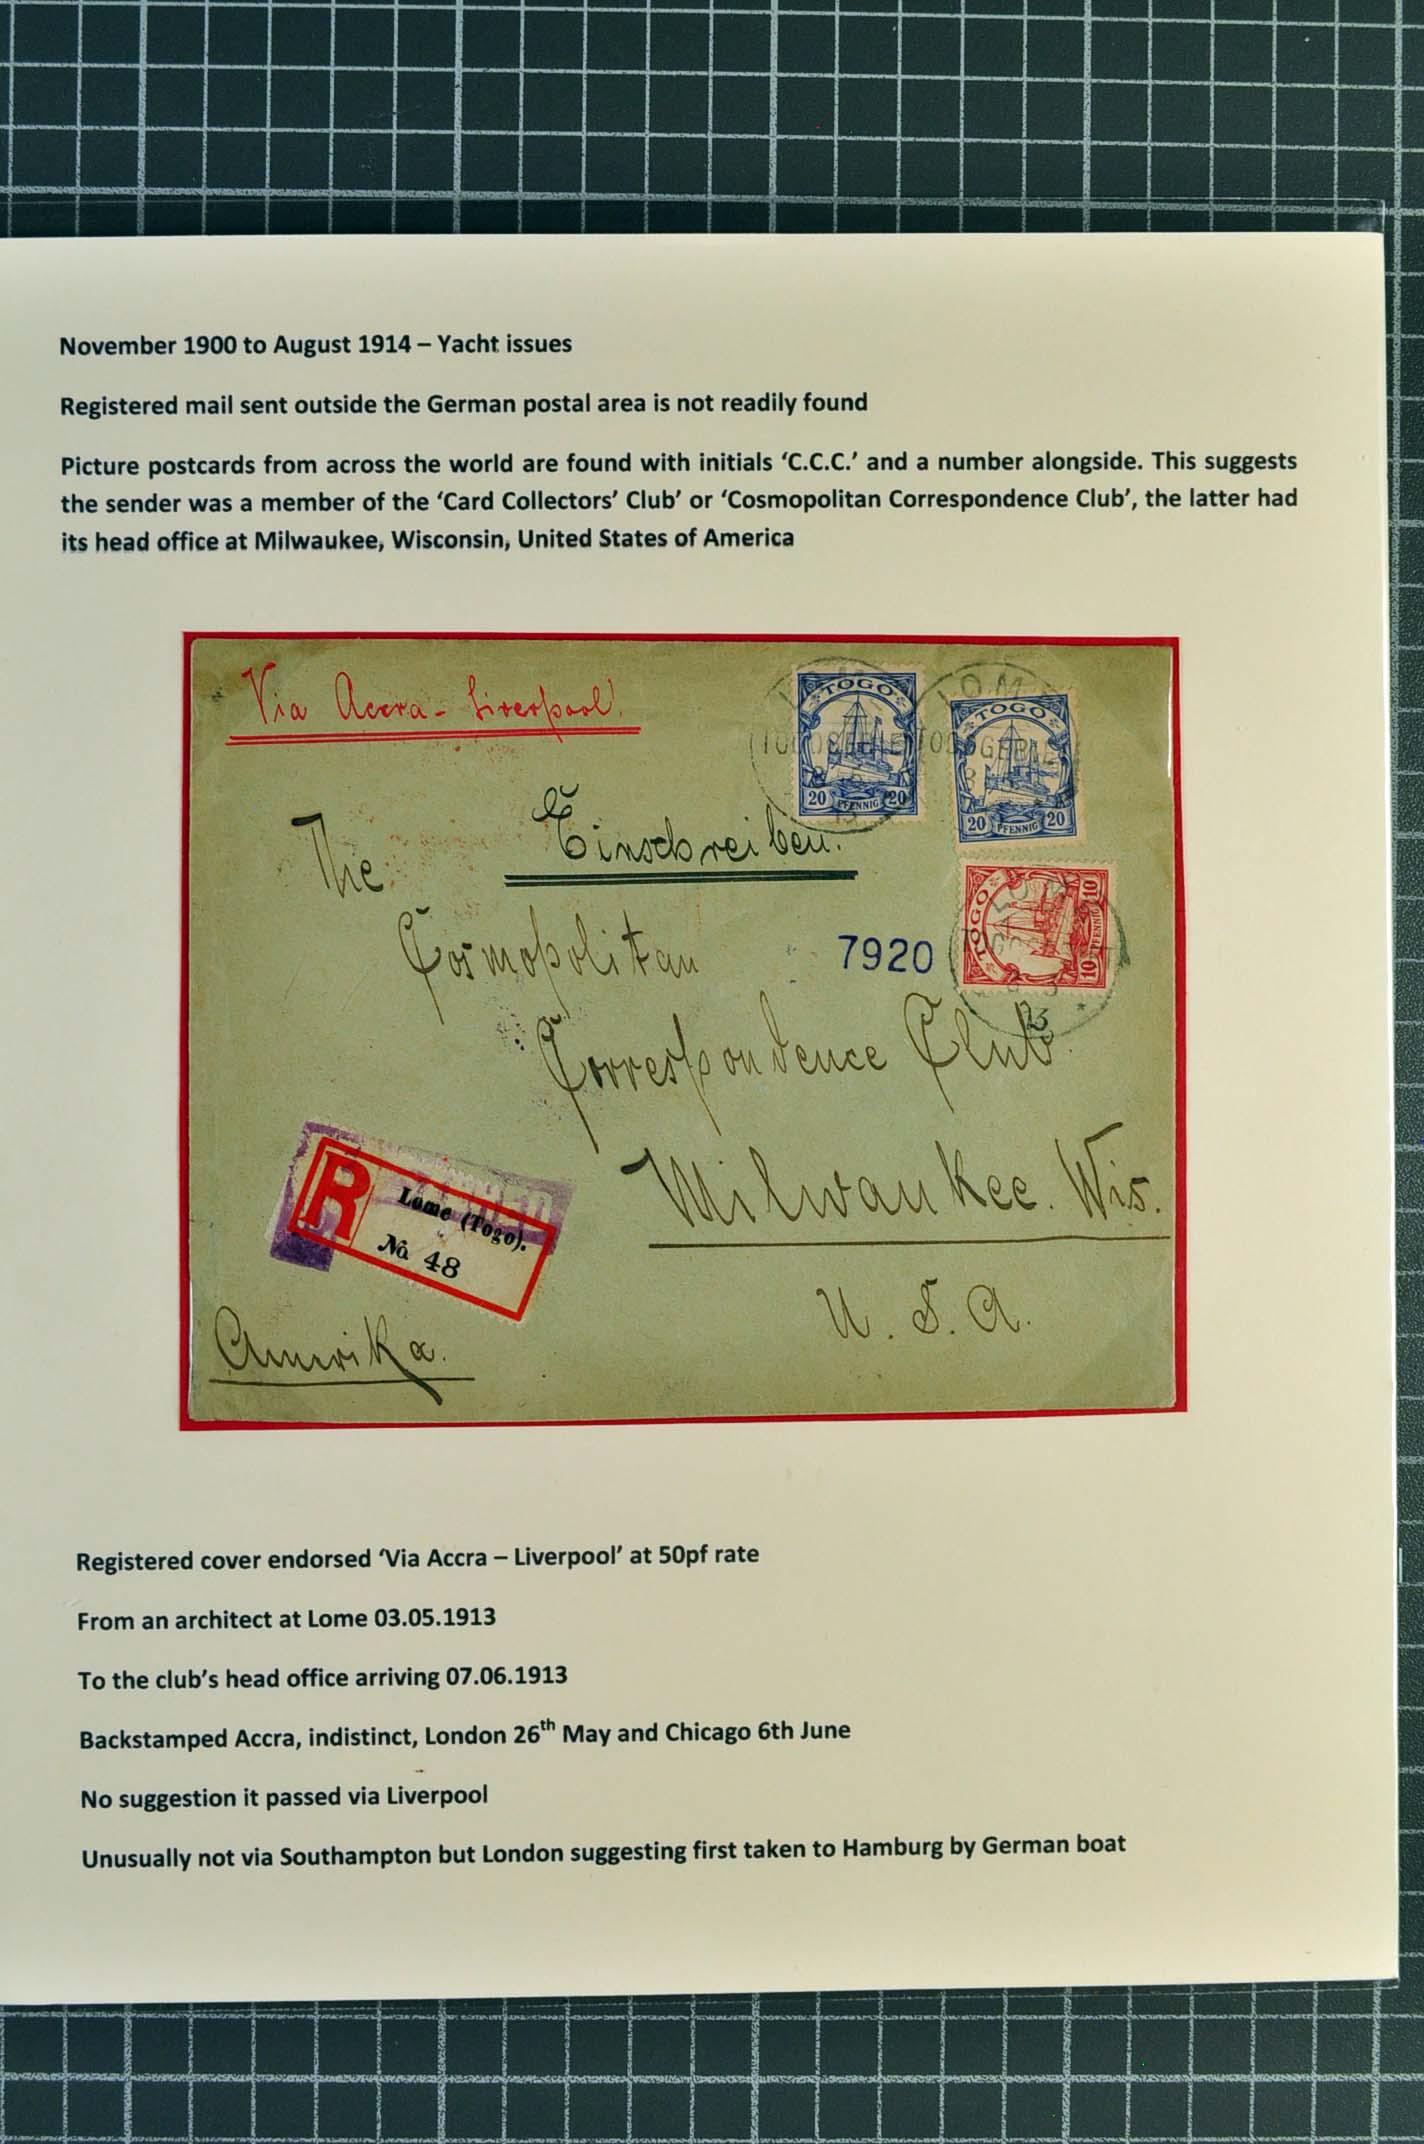 November 1900 to August 1914 – Yacht issues
Registered mail sent outside the German postal area is not readily found
Picture postcards from across the world are found with initials ‘C.C.C.’ and a number alongside. This suggests
the sender was a member of the ‘Card Collectors’ Club’ or ‘Cosmopolitan Correspondence Club’, the latter had
its head office at Milwaukee, Wisconsin, United States of America
Via Accra - Liverpool!
TOGO
20 PFENNIG 20
TOGO
20 PFENNIG 20
LOME
TOGOGEBIET
Einschreiben.
The
Cosmopolitan
7920
TOGO
10 PFENNIG 10
Correspondence Club
Milwaukee. Wis.
U. S. A.
R
Lome (Togo).
No 48
Amerika.
Registered cover endorsed ‘Via Accra – Liverpool’ at 50pf rate
From an architect at Lome 03.05.1913
To the club’s head office arriving 07.06.1913
Backstamped Accra, indistinct, London 26th May and Chicago 6th June
No suggestion it passed via Liverpool
Unusually not via Southampton but London suggesting first taken to Hamburg by German boat